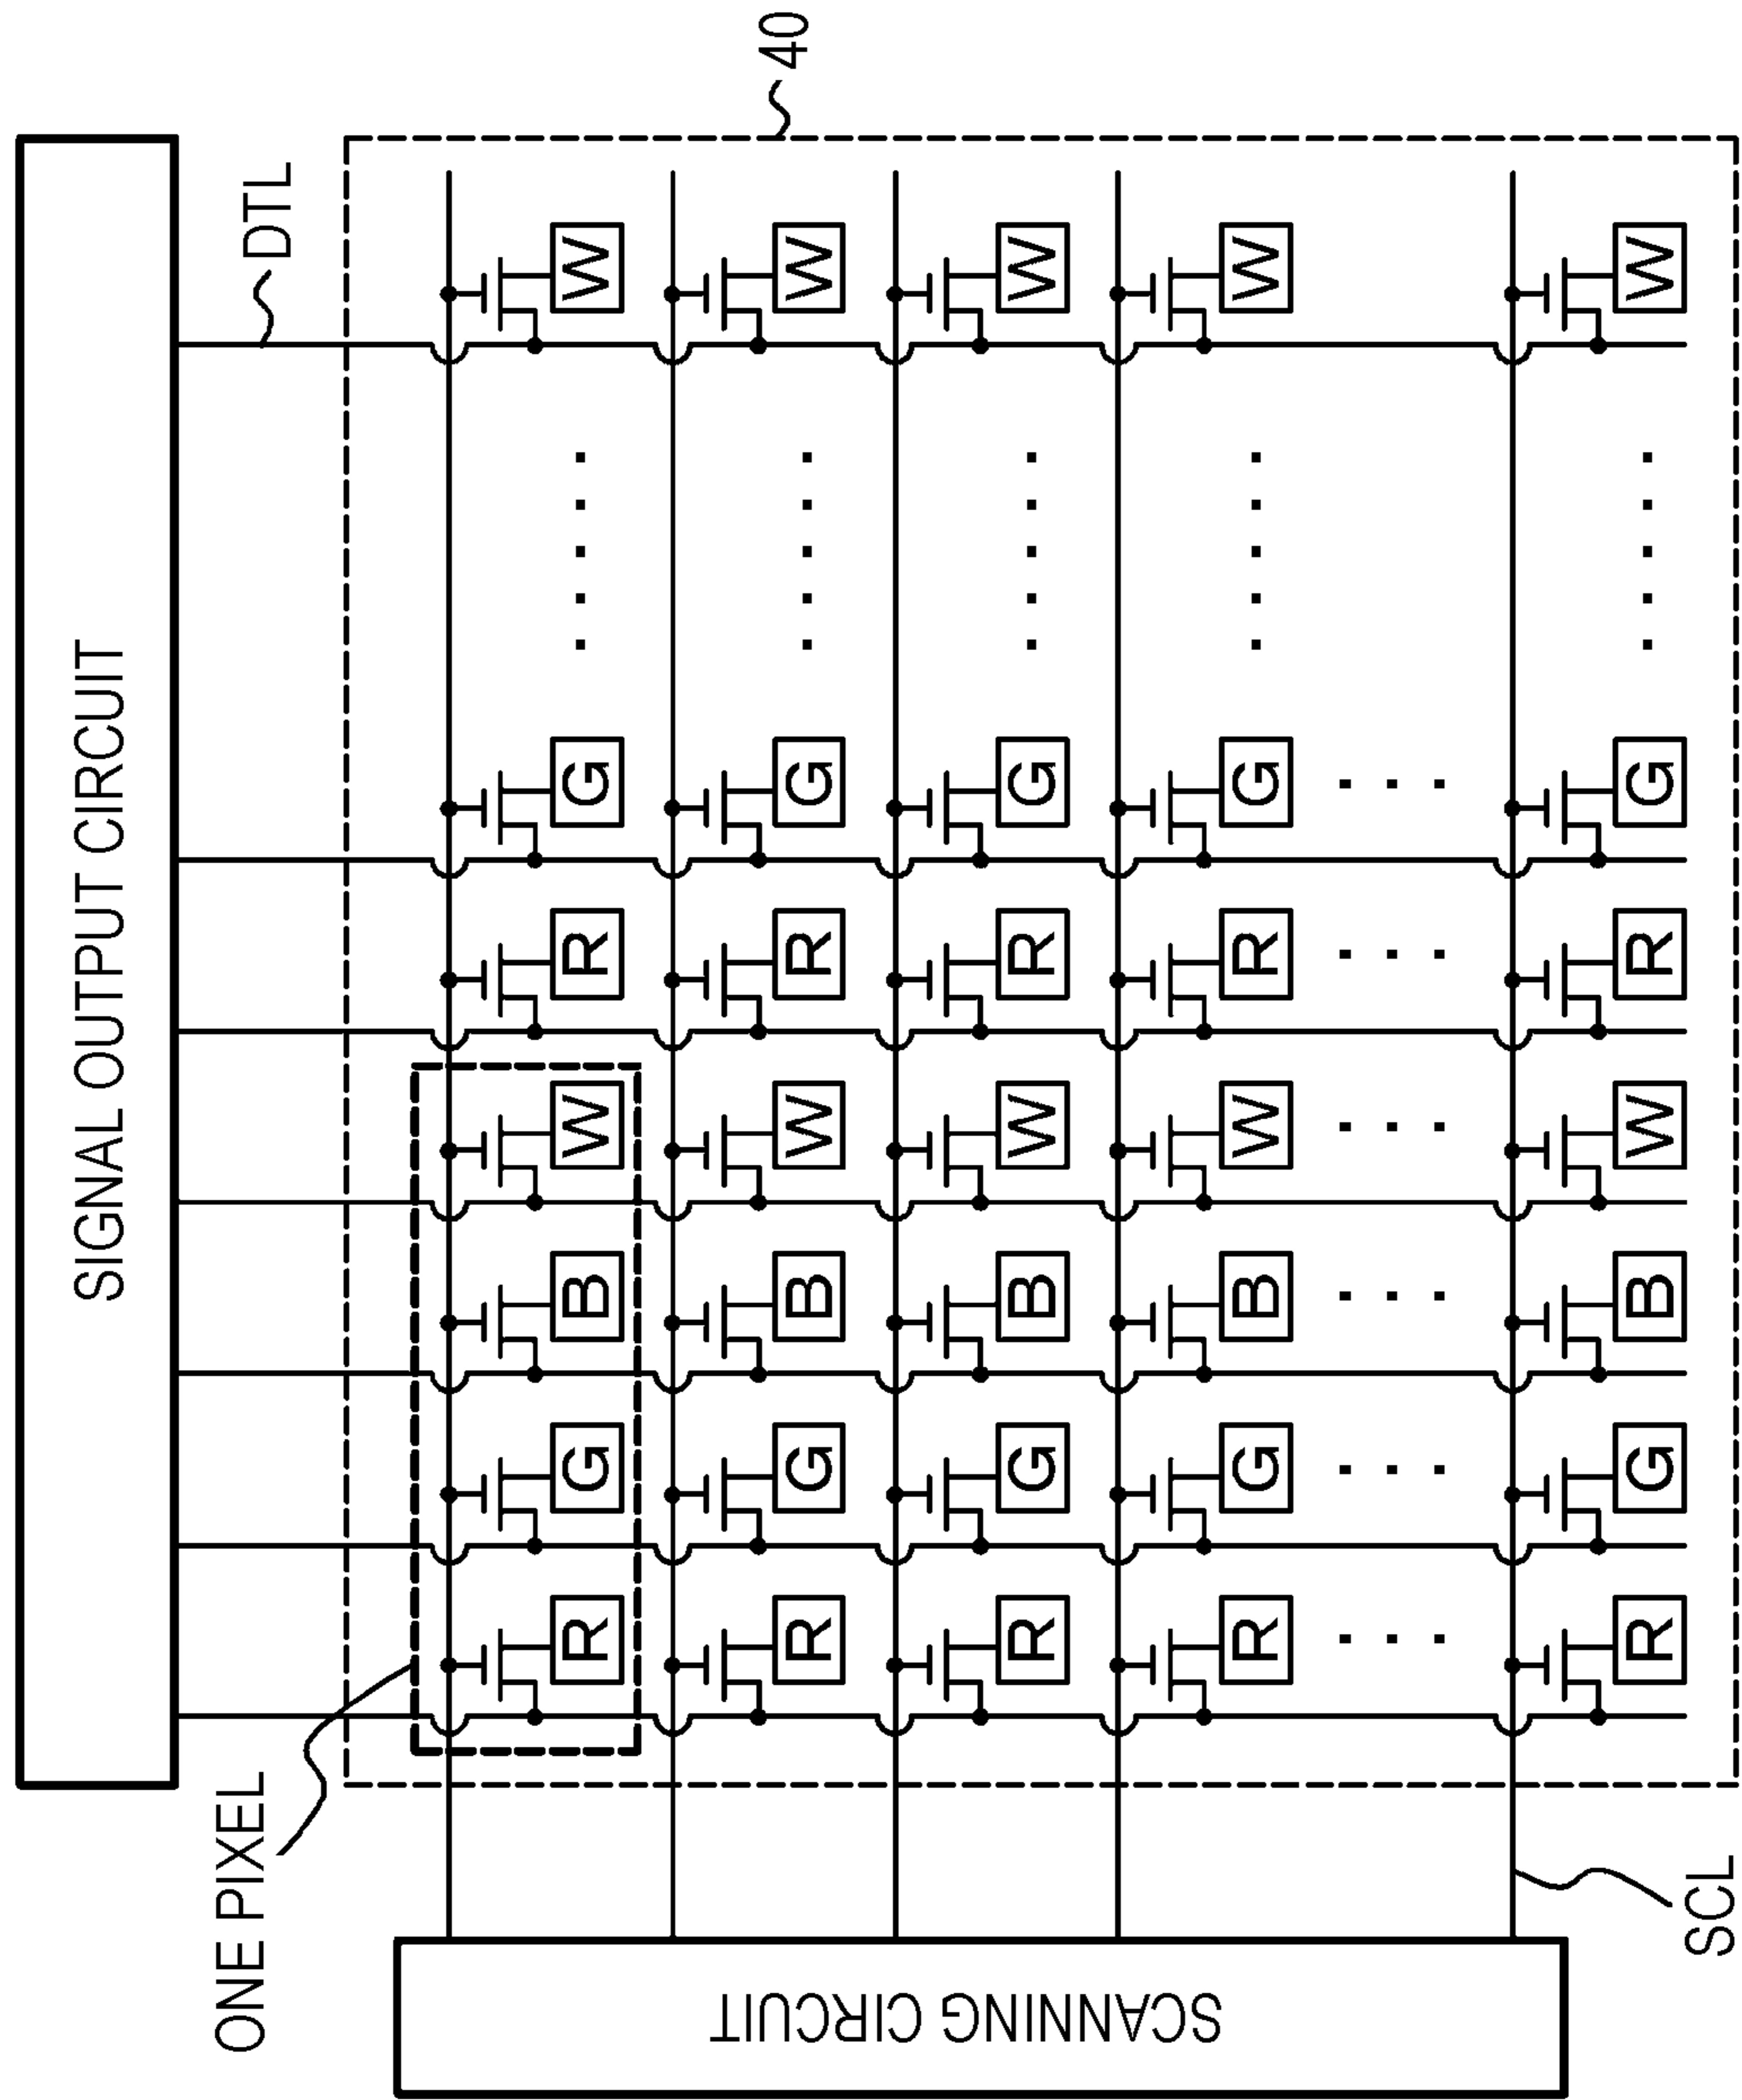 SIGNAL OUTPUT CIRCUIT
ONE PIXEL
DTL
40
SCANNING CIRCUIT
R G B W R G W
R G B W R G W
R G B W R G W
R G B W R G W
R G B W R G W
SCL